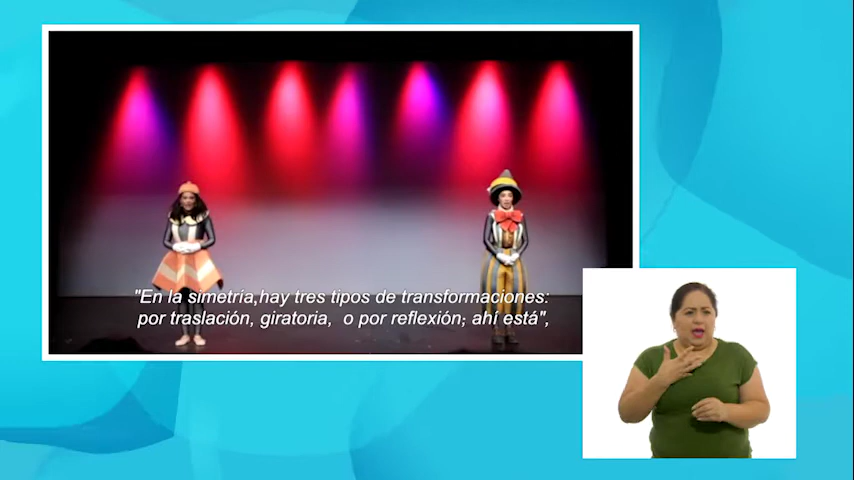 "En la simetría,hay tres tipos de transformaciones:
por traslación, giratoria,  o por reflexión; ahí está",